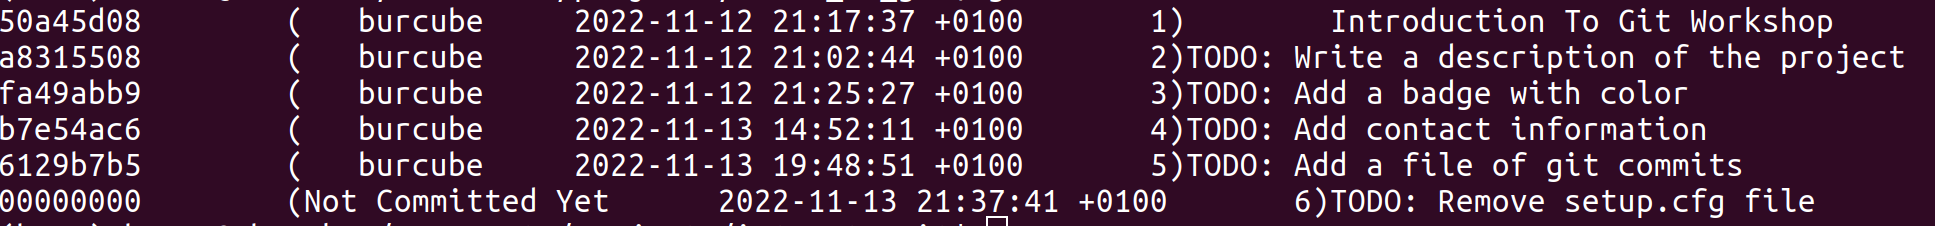 50a45d08 ( burcube 2022-11-12 21:17:37 +0100 1) Introduction To Git Workshop
a8315508 ( burcube 2022-11-12 21:02:44 +0100 2)TODO: Write a description of the project
fa49abb9 ( burcube 2022-11-12 21:25:27 +0100 3)TODO: Add a badge with color
b7e54ac6 ( burcube 2022-11-13 14:52:11 +0100 4)TODO: Add contact information
6129b7b5 ( burcube 2022-11-13 19:48:51 +0100 5)TODO: Add a file of git commits
00000000 (Not Committed Yet 2022-11-13 21:37:41 +0100 6)TODO: Remove setup.cfg file